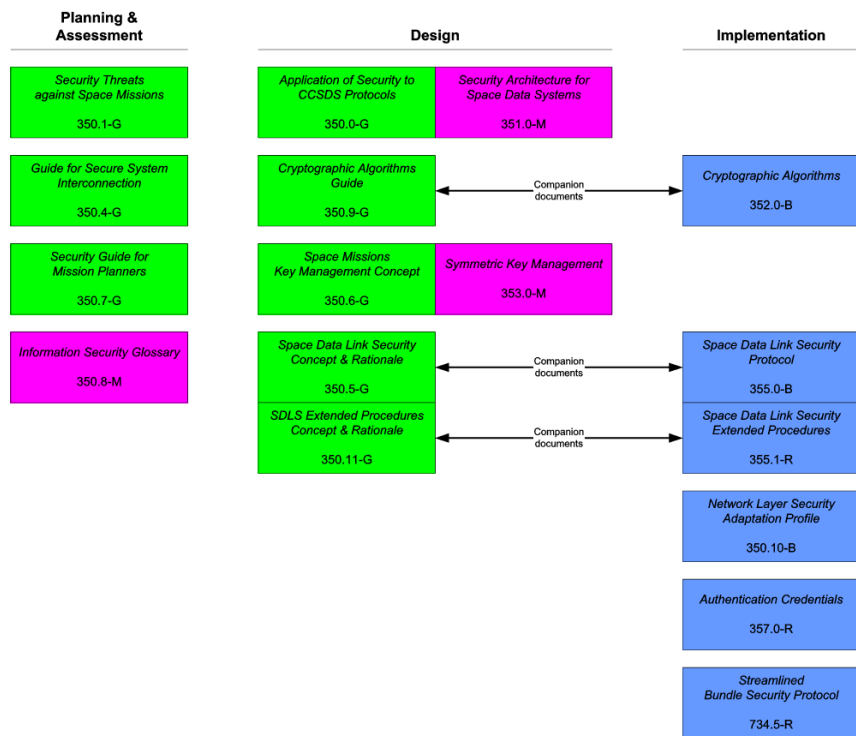 Planning &
Assessment
Design
Implementation
Security Threats
against Space Missions
350.1-G
Application of Security to
CCSDS Protocols
350.0-G
Security Architecture for
Space Data Systems
351.0-M
Guide for Secure System
Interconnection
350.4-G
Cryptographic Algorithms
Guide
350.9-G
Companion
documents
Cryptographic Algorithms
352.0-B
Security Guide for
Mission Planners
350.7-G
Space Missions
Key Management Concept
350.6-G
Symmetric Key Management
353.0-M
Information Security Glossary
350.8-M
Space Data Link Security
Concept & Rationale
350.5-G
Companion
documents
Space Data Link Security
Protocol
355.0-B
SDLS Extended Procedures
Concept & Rationale
350.11-G
Companion
documents
Space Data Link Security
Extended Procedures
355.1-R
Network Layer Security
Adaptation Profile
350.10-B
Authentication Credentials
357.0-R
Streamlined
Bundle Security Protocol
734.5-R